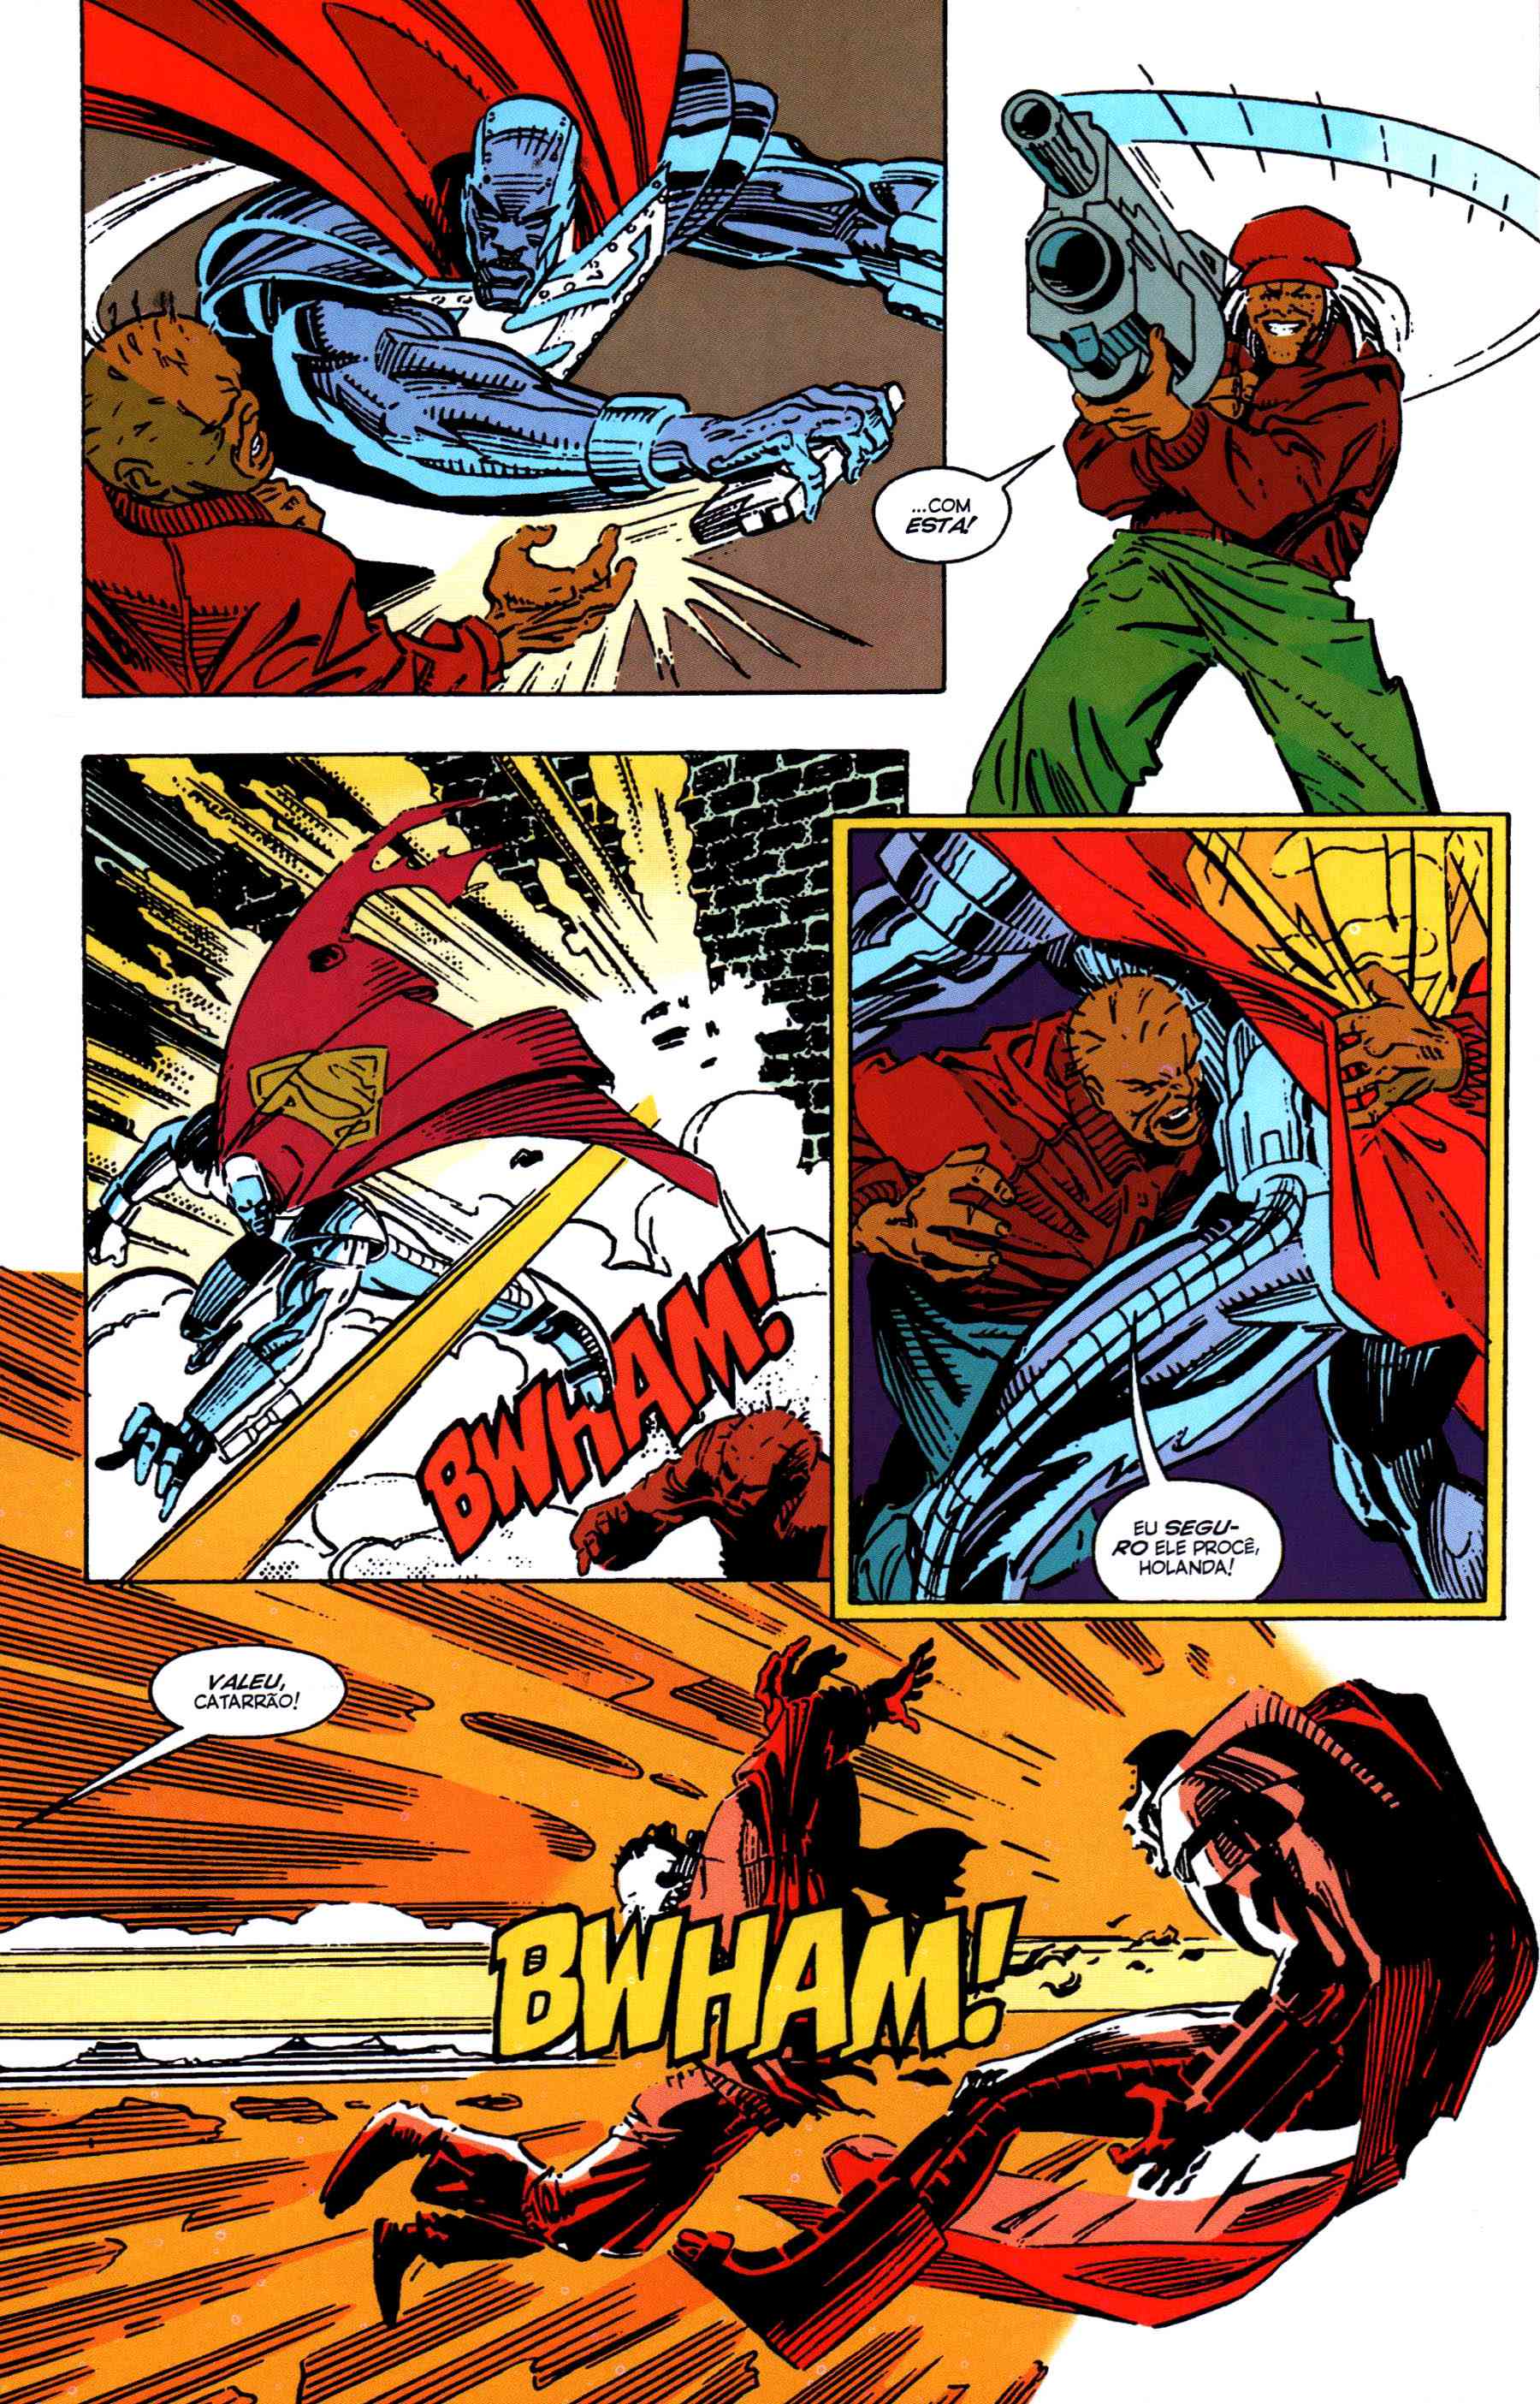 ...COM
ESTA!
BWHAM!
EU SEGU-
RO ELE PROCÊ,
HOLANDA!
VALEU,
CATARRÃO!
BWHAM!